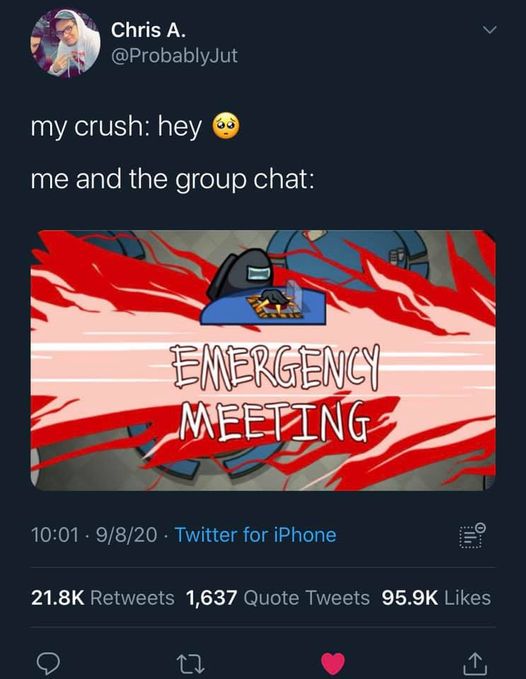 Chris A.
@ProbablyJut
my crush: hey 🥺
me and the group chat:
EMERGENCY
MEETING
10:01 · 9/8/20 · Twitter for iPhone
21.8K Retweets 1,637 Quote Tweets 95.9K Likes